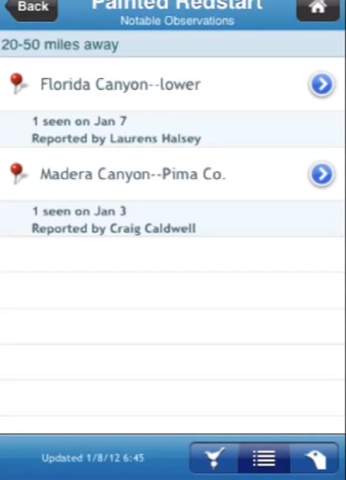 Back
Painted Redstart
Notable Observations
20-50 miles away
Florida Canyon--lower
1 seen on Jan 7
Reported by Laurens Halsey
Madera Canyon--Pima Co.
1 seen on Jan 3
Reported by Craig Caldwell
Updated 1/8/12 6:45